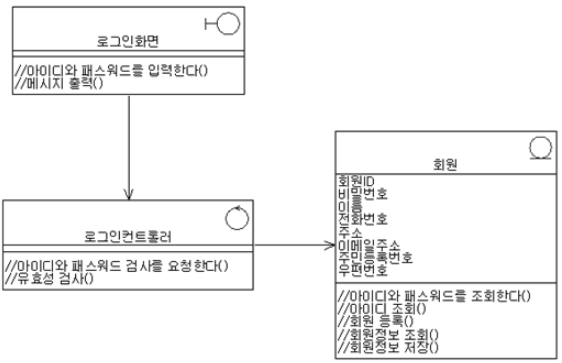 로그인화면
//아이디와 패스워드를 입력한다()
//메시지 출력()
로그인컨트롤러
//아이디와 패스워드 검사를 요청한다()
//유효성 검사()
회원
회원ID
비밀번호
이름
전화번호
주소
이메일주소
주민등록번호
우편번호
//아이디와 패스워드를 조회한다()
//아이디 조회()
//회원 등록()
//회원정보 조회()
//회원정보 저장()